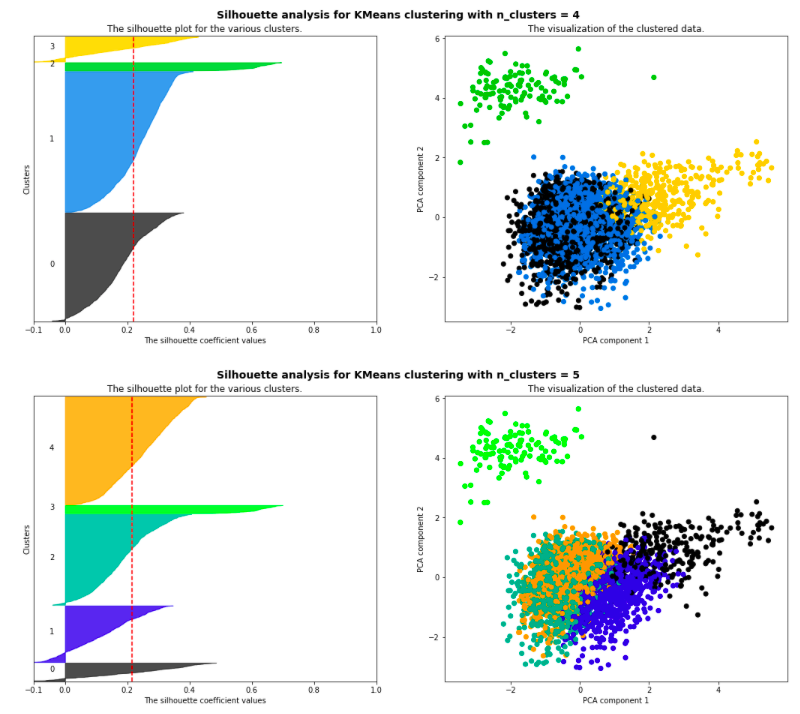 Silhouette analysis for KMeans clustering with n_clusters = 4
The silhouette plot for the various clusters.
Clusters
3
2
1
0
−0.1 0.0 0.2 0.4 0.6 0.8 1.0
The silhouette coefficient values
The visualization of the clustered data.
PCA component 2
6
4
2
0
−2
−2 0 2 4
PCA component 1
Silhouette analysis for KMeans clustering with n_clusters = 5
The silhouette plot for the various clusters.
Clusters
4
3
2
1
0
−0.1 0.0 0.2 0.4 0.6 0.8 1.0
The silhouette coefficient values
The visualization of the clustered data.
PCA component 2
6
4
2
0
−2
−2 0 2 4
PCA component 1